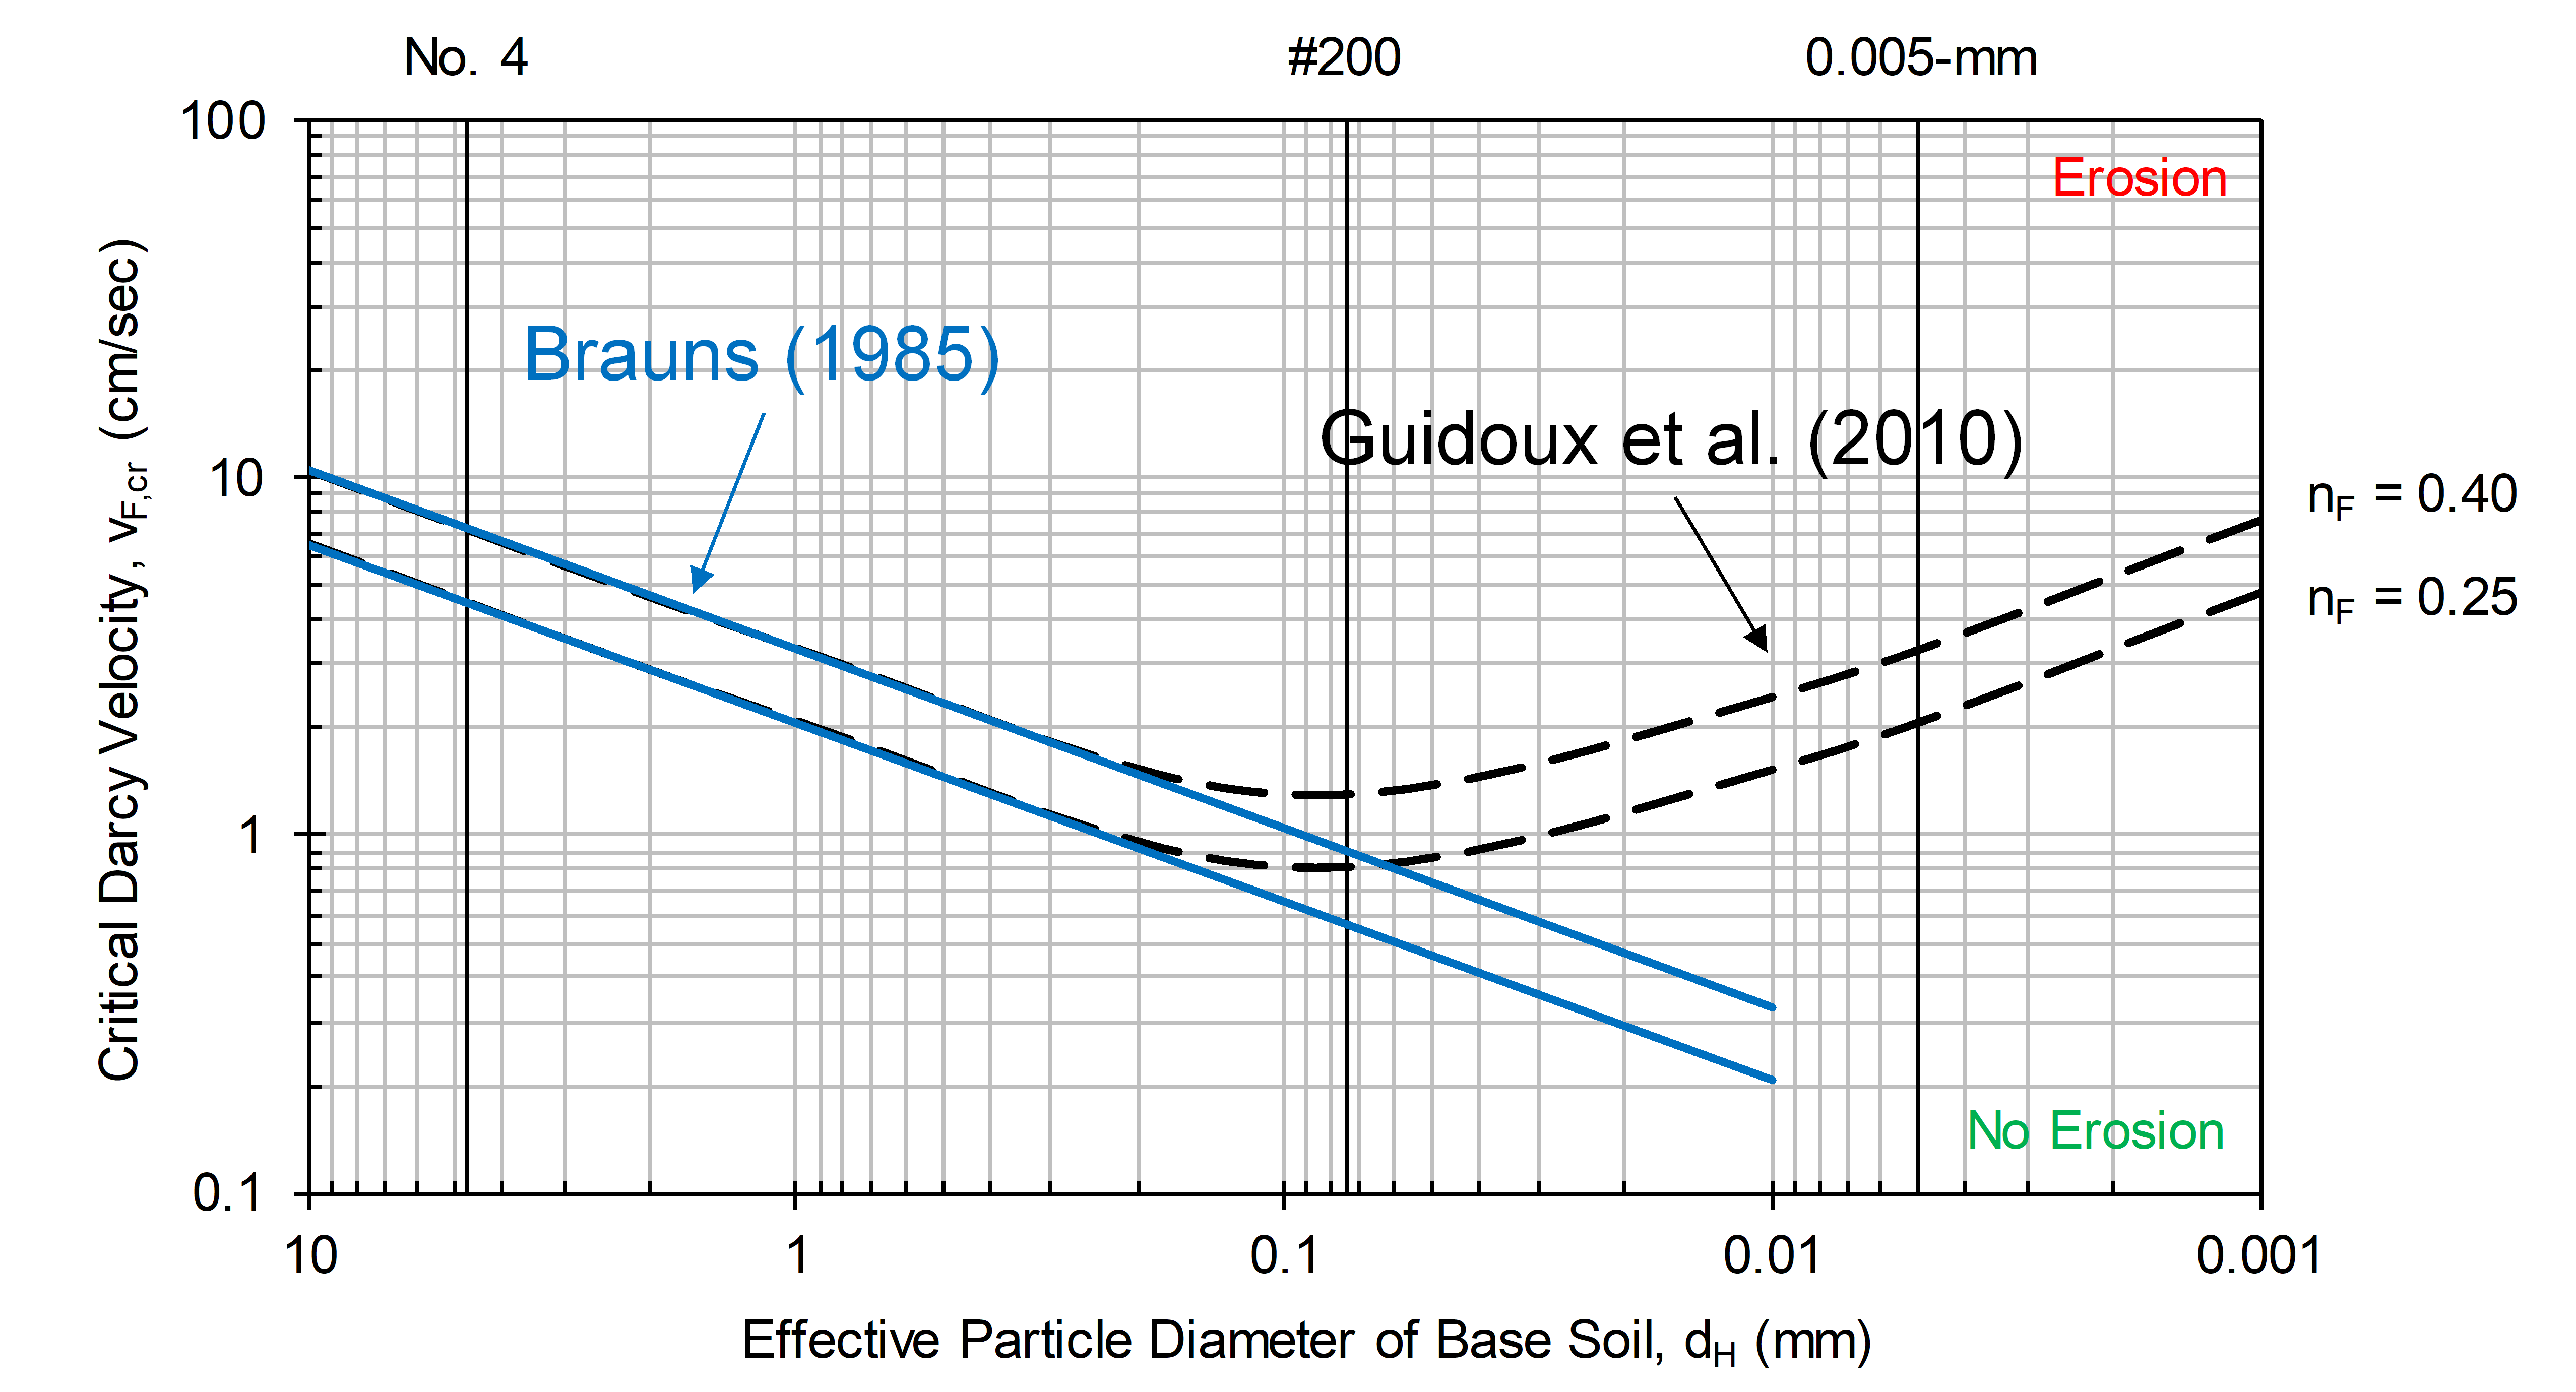 No. 4
#200
0.005-mm
100
Erosion
Brauns (1985)
Guidoux et al. (2010)
10
nF = 0.40
nF = 0.25
Critical Darcy Velocity, vF,cr (cm/sec)
1
No Erosion
0.1
10
1
0.1
0.01
0.001
Effective Particle Diameter of Base Soil, dH (mm)